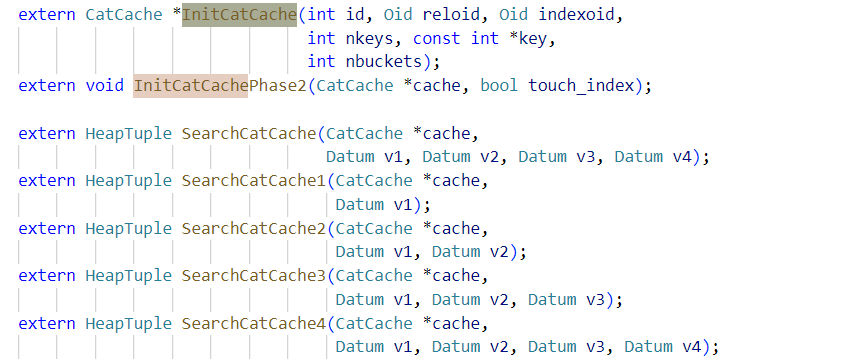 extern CatCache *InitCatCache(int id, Oid reloid, Oid indexoid,
int nkeys, const int *key,
int nbuckets);
extern void InitCatCachePhase2(CatCache *cache, bool touch_index);
extern HeapTuple SearchCatCache(CatCache *cache,
Datum v1, Datum v2, Datum v3, Datum v4);
extern HeapTuple SearchCatCache1(CatCache *cache,
Datum v1);
extern HeapTuple SearchCatCache2(CatCache *cache,
Datum v1, Datum v2);
extern HeapTuple SearchCatCache3(CatCache *cache,
Datum v1, Datum v2, Datum v3);
extern HeapTuple SearchCatCache4(CatCache *cache,
Datum v1, Datum v2, Datum v3, Datum v4);